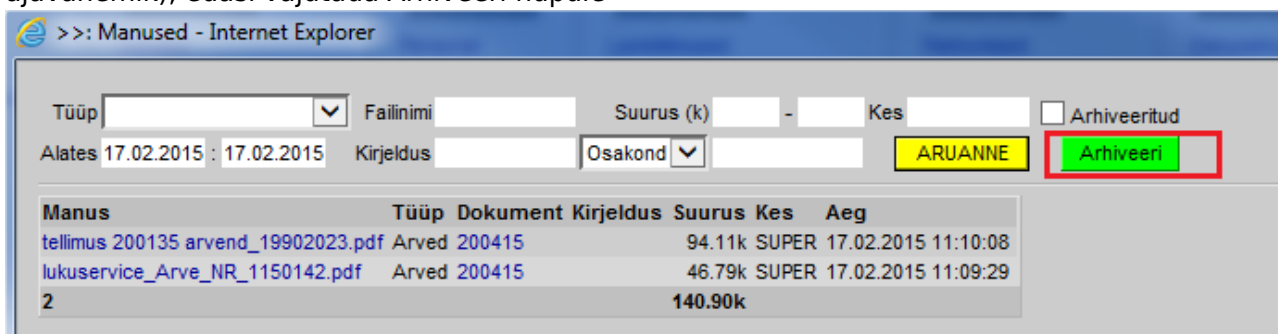 >>: Manused - Internet Explorer
Tüüp Failinimi Suurus (k) - Kes Arhiveeritud
Alates 17.02.2015 : 17.02.2015 Kirjeldus Osakond ARUANNE Arhiveeri
Manus Tüüp Dokument Kirjeldus Suurus Kes Aeg
tellimus 200135 arvend_19902023.pdf Arved 200415 94.11k SUPER 17.02.2015 11:10:08
lukuservice_Arve_NR_1150142.pdf Arved 200415 46.79k SUPER 17.02.2015 11:09:29
2 140.90k